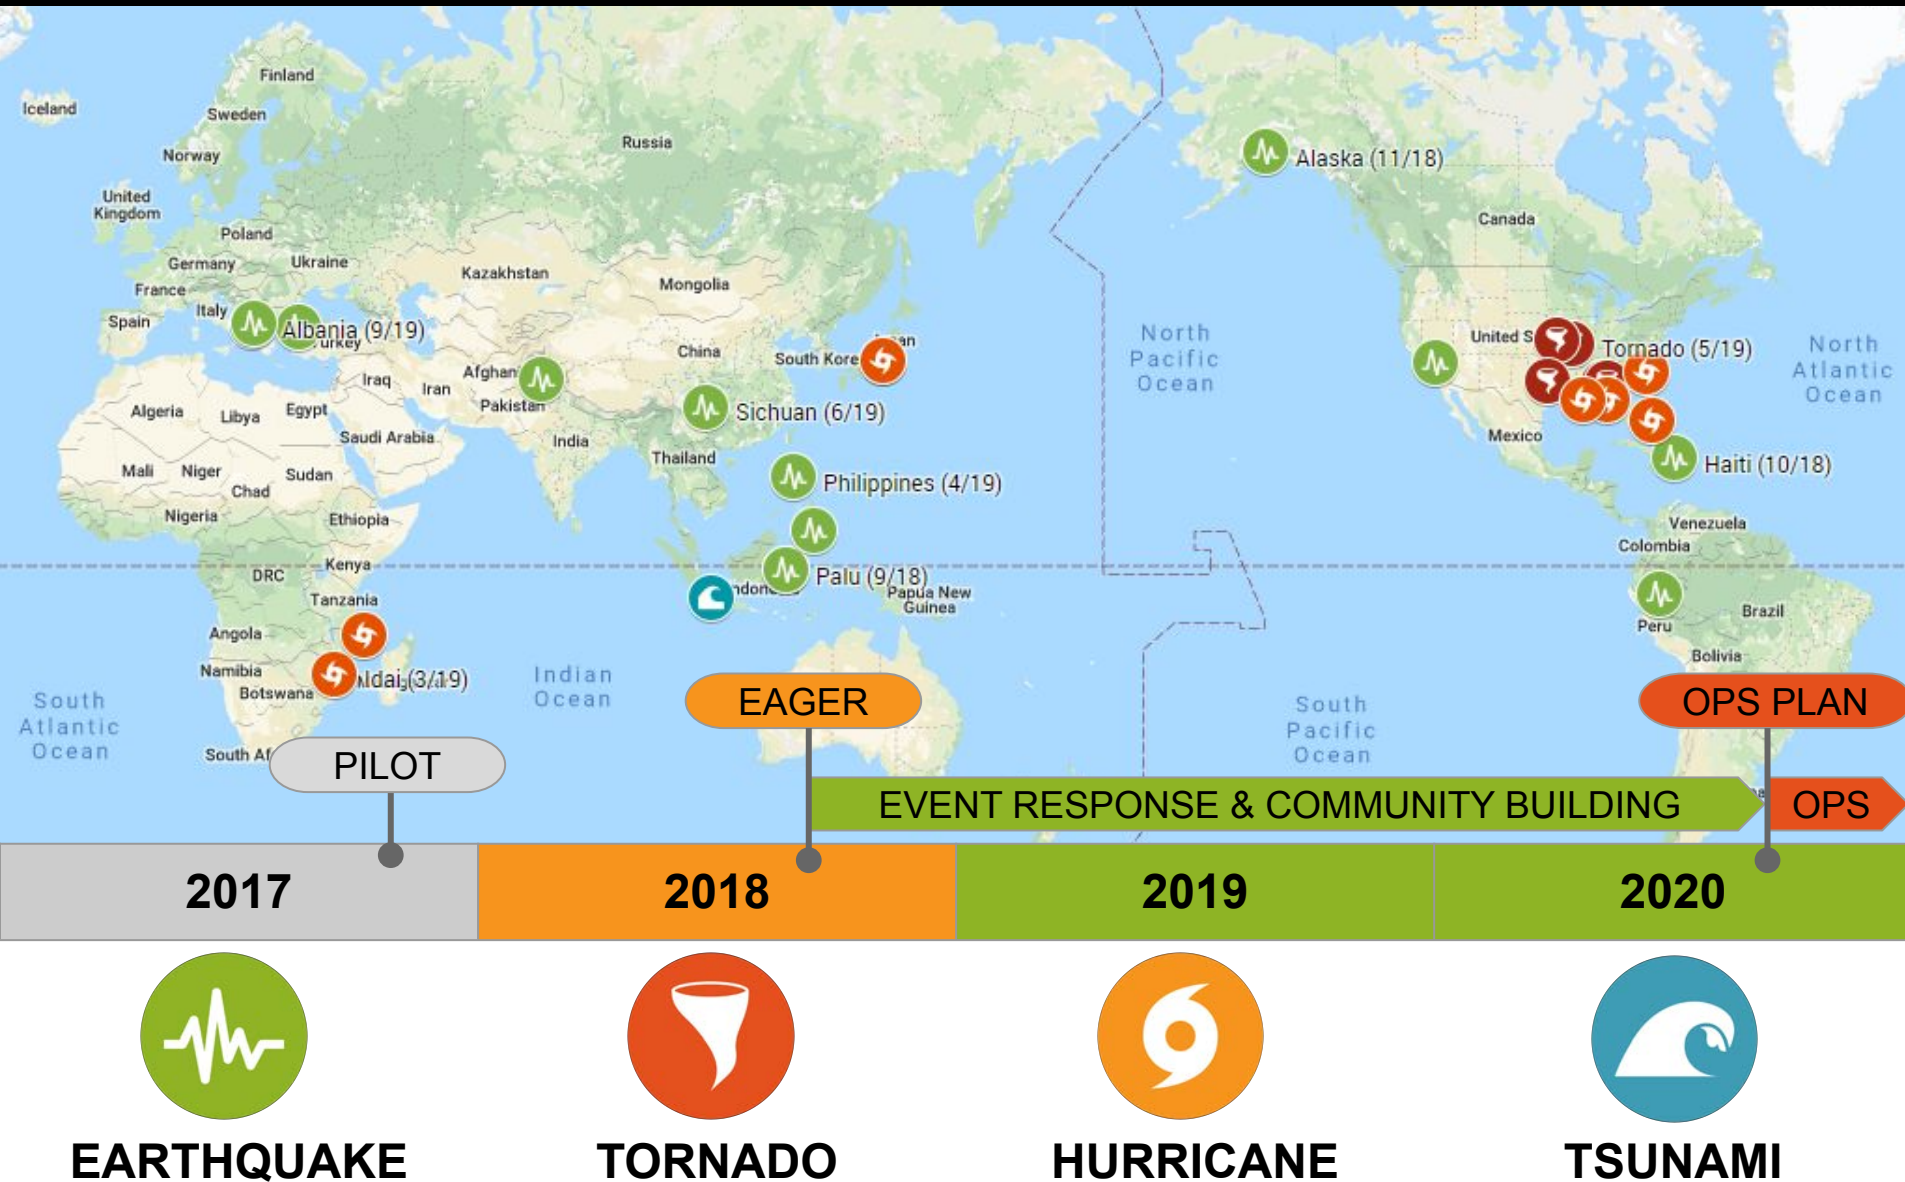 Finland
Iceland
Sweden
Russia
Norway
Alaska (11/18)
United
Kingdom
Canada
Poland
Germany
Ukraine
Kazakhstan
Mongolia
France
Italy
Spain
Albania (9/19)
North
Pacific
Ocean
United S
Tornado (5/19)
North
Atlantic
Ocean
China
South Kore
Iraq
Iran
Afghan
Pakistan
Algeria
Libya
Egypt
Sichuan (6/19)
Saudi Arabia
India
Mexico
Mali
Niger
Sudan
Thailand
Haiti (10/18)
Chad
Philippines (4/19)
Nigeria
Ethiopia
Venezuela
Colombia
Kenya
DRC
Palu (9/18)
Papua New
Guinea
Tanzania
Brazil
Angola
Peru
Bolivia
Namibia
Botswana
Idai (3/19)
South
Atlantic
Ocean
Indian
Ocean
South
Pacific
Ocean
South Af
EAGER
OPS PLAN
PILOT
EVENT RESPONSE & COMMUNITY BUILDING
OPS
2017
2018
2019
2020
EARTHQUAKE
TORNADO
HURRICANE
TSUNAMI